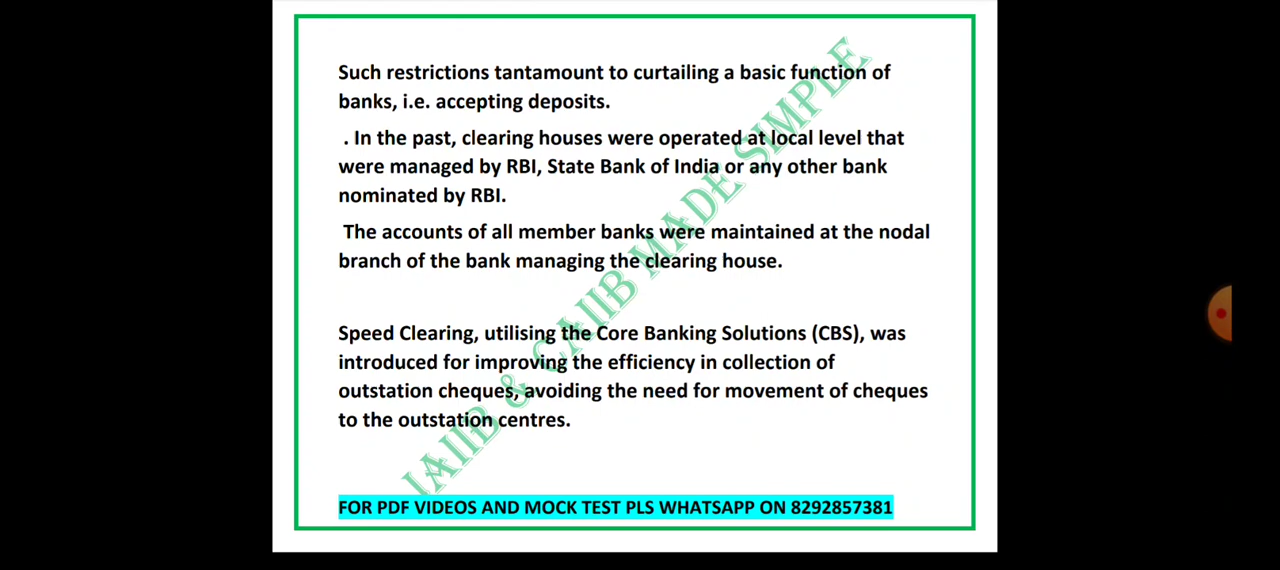 Such restrictions tantamount to curtailing a basic function of
banks, i.e. accepting deposits.
. In the past, clearing houses were operated at local level that
were managed by RBI, State Bank of India or any other bank
nominated by RBI.
The accounts of all member banks were maintained at the nodal
branch of the bank managing the clearing house.
Speed Clearing, utilising the Core Banking Solutions (CBS), was
introduced for improving the efficiency in collection of
outstation cheques, avoiding the need for movement of cheques
to the outstation centres.
JAIIB & CAIIB MADE SIMPLE
FOR PDF VIDEOS AND MOCK TEST PLS WHATSAPP ON 8292857381